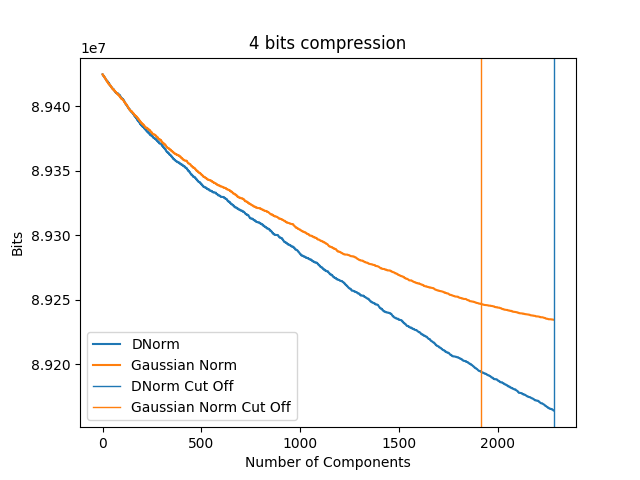 4 bits compression
1e7
8.940
8.935
8.930
8.925
8.920
Bits
DNorm
Gaussian Norm
DNorm Cut Off
Gaussian Norm Cut Off
0 500 1000 1500 2000
Number of Components